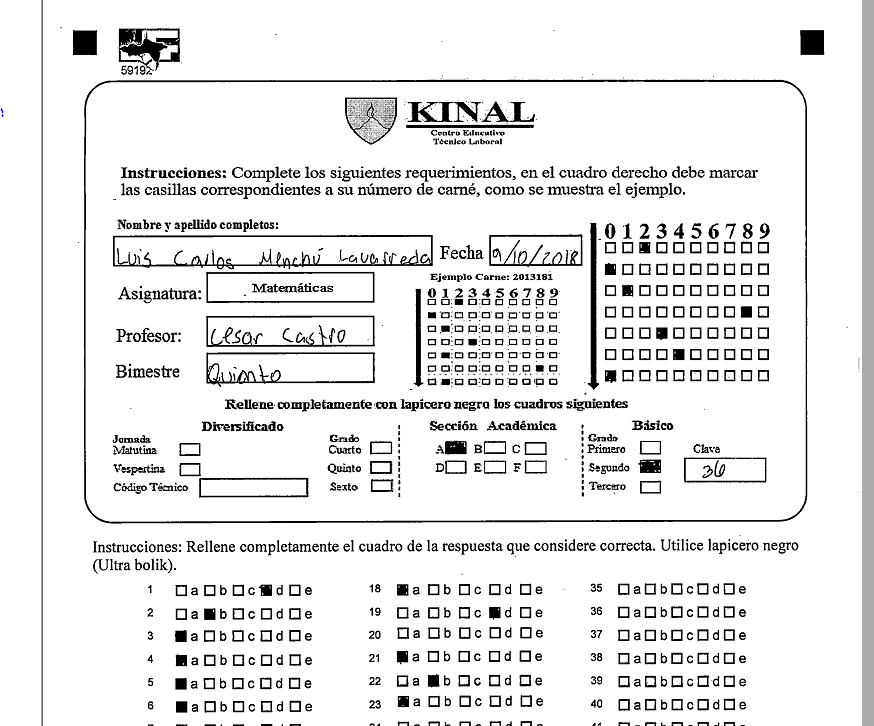 59192
KINAL
Centro Educativo
Técnico Laboral
Instrucciones: Complete los siguientes requerimientos, en el cuadro derecho debe marcar
las casillas correspondientes a su número de carné, como se muestra el ejemplo.
Nombre y apellido completos:
Luis Carlos Menchú Lavarreda
Fecha 9/10/2018
0 1 2 3 4 5 6 7 8 9
Ejemplo Carne: 2013181
0 1 2 3 4 5 6 7 8 9
Asignatura: Matemáticas
Profesor: Cesar Castro
Bimestre Quinto
Rellene completamente con lapicero negro los cuadros siguientes
Diversificado
Jornada
Matutina
Vespertina
Código Técnico
Grado
Cuarto
Quinto
Sexto
Sección Académica
A B C
D E F
Básico
Grado
Primero
Segundo
Tercero
Clave
36
Instrucciones: Rellene completamente el cuadro de la respuesta que considere correcta. Utilice lapicero negro
(Ultra bolik).
1 a b c d e 18 a b c d e 35 a b c d e
2 a b c d e 19 a b c d e 36 a b c d e
3 a b c d e 20 a b c d e 37 a b c d e
4 a b c d e 21 a b c d e 38 a b c d e
5 a b c d e 22 a b c d e 39 a b c d e
6 a b c d e 23 a b c d e 40 a b c d e